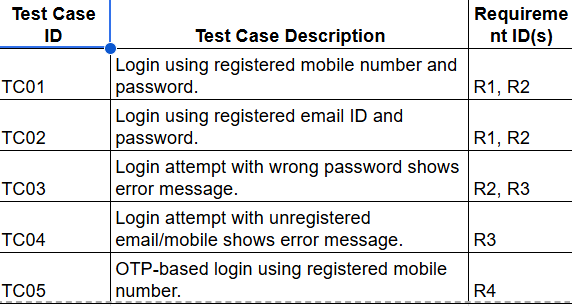 Test Case ID Test Case Description Requirement ID(s)
TC01 Login using registered mobile number and password. R1, R2
TC02 Login using registered email ID and password. R1, R2
TC03 Login attempt with wrong password shows error message. R2, R3
TC04 Login attempt with unregistered email/mobile shows error message. R3
TC05 OTP-based login using registered mobile number. R4